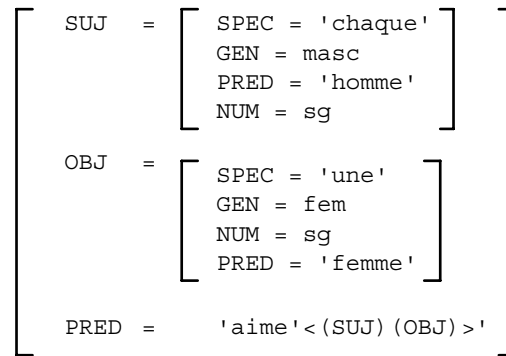 SUJ = SPEC = 'chaque'
GEN = masc
PRED = 'homme'
NUM = sg
OBJ = SPEC = 'une'
GEN = fem
NUM = sg
PRED = 'femme'
PRED = 'aime'<(SUJ)(OBJ)>'